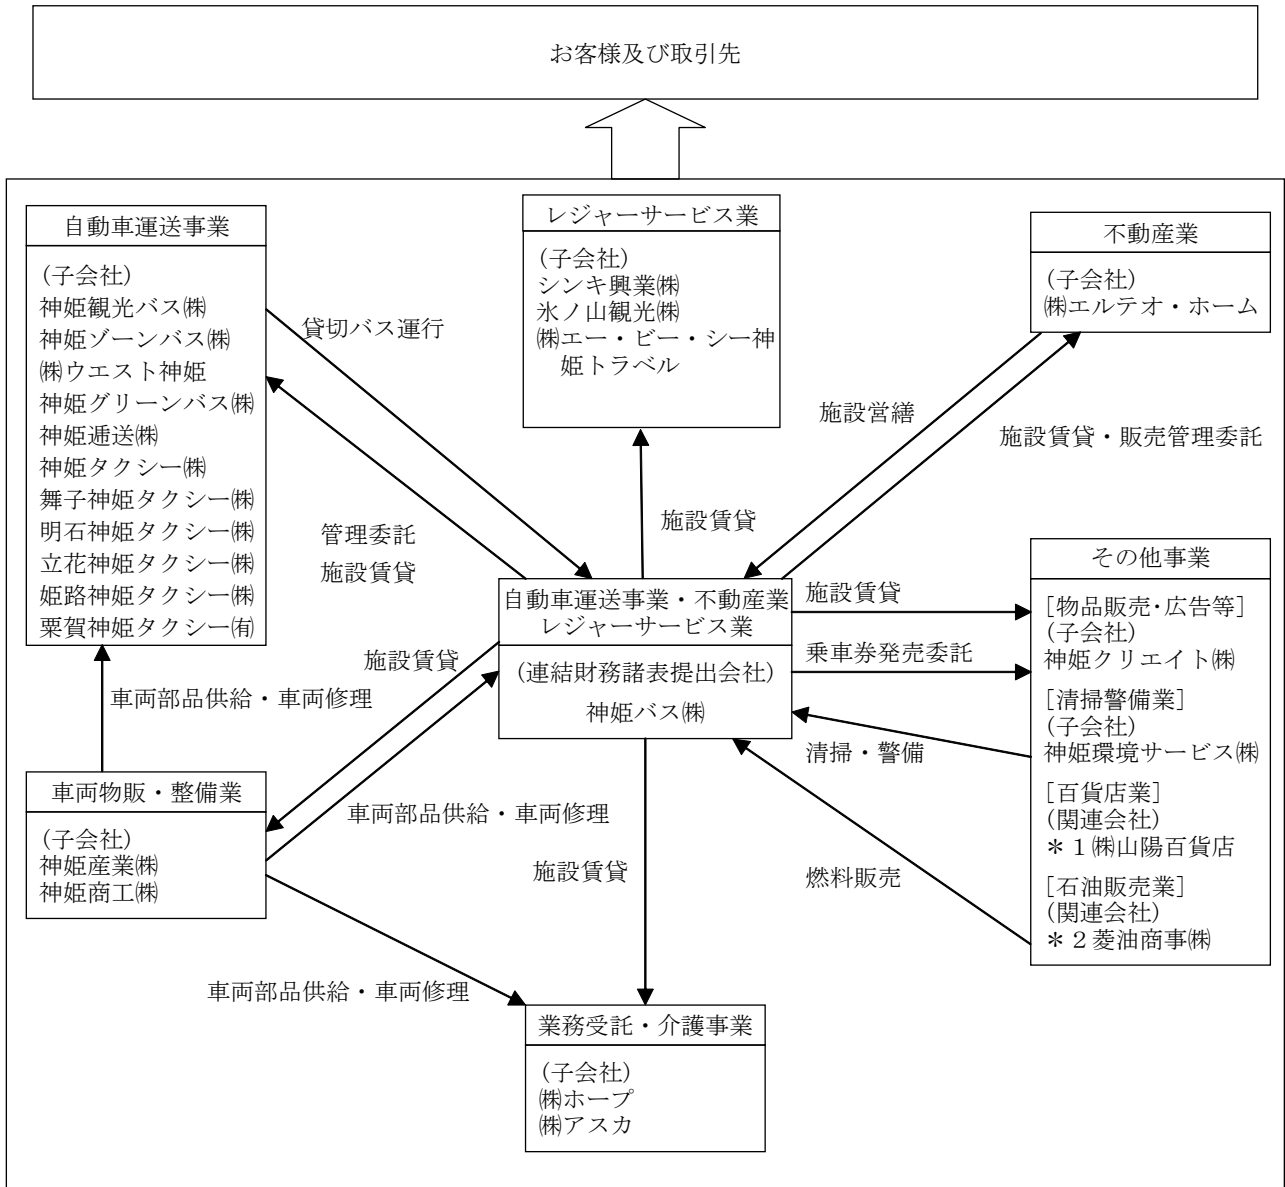 お客様及び取引先
自動車運送事業
(子会社)
神姫観光バス㈱
神姫ゾーンバス㈱
㈱ウエスト神姫
神姫グリーンバス㈱
神姫逓送㈱
神姫タクシー㈱
舞子神姫タクシー㈱
明石神姫タクシー㈱
立花神姫タクシー㈱
姫路神姫タクシー㈱
粟賀神姫タクシー㈲
レジャーサービス業
(子会社)
シンキ興業㈱
氷ノ山観光㈱
㈱エー・ビー・シー神
姫トラベル
不動産業
(子会社)
㈱エルテオ・ホーム
貸切バス運行
管理委託
施設賃貸
施設賃貸
施設営繕
施設賃貸・販売管理委託
自動車運送事業・不動産業
レジャーサービス業
(連結財務諸表提出会社)
神姫バス㈱
施設賃貸
乗車券発売委託
清掃・警備
燃料販売
その他事業
[物品販売・広告等]
(子会社)
神姫クリエイト㈱
[清掃警備業]
(子会社)
神姫環境サービス㈱
[百貨店業]
(関連会社)
＊１㈱山陽百貨店
[石油販売業]
(関連会社)
＊２菱油商事㈱
車両部品供給・車両修理
施設賃貸
車両部品供給・車両修理
車両物販・整備業
(子会社)
神姫産業㈱
神姫商工㈱
施設賃貸
車両部品供給・車両修理
業務受託・介護事業
(子会社)
㈱ホープ
㈱アスカ